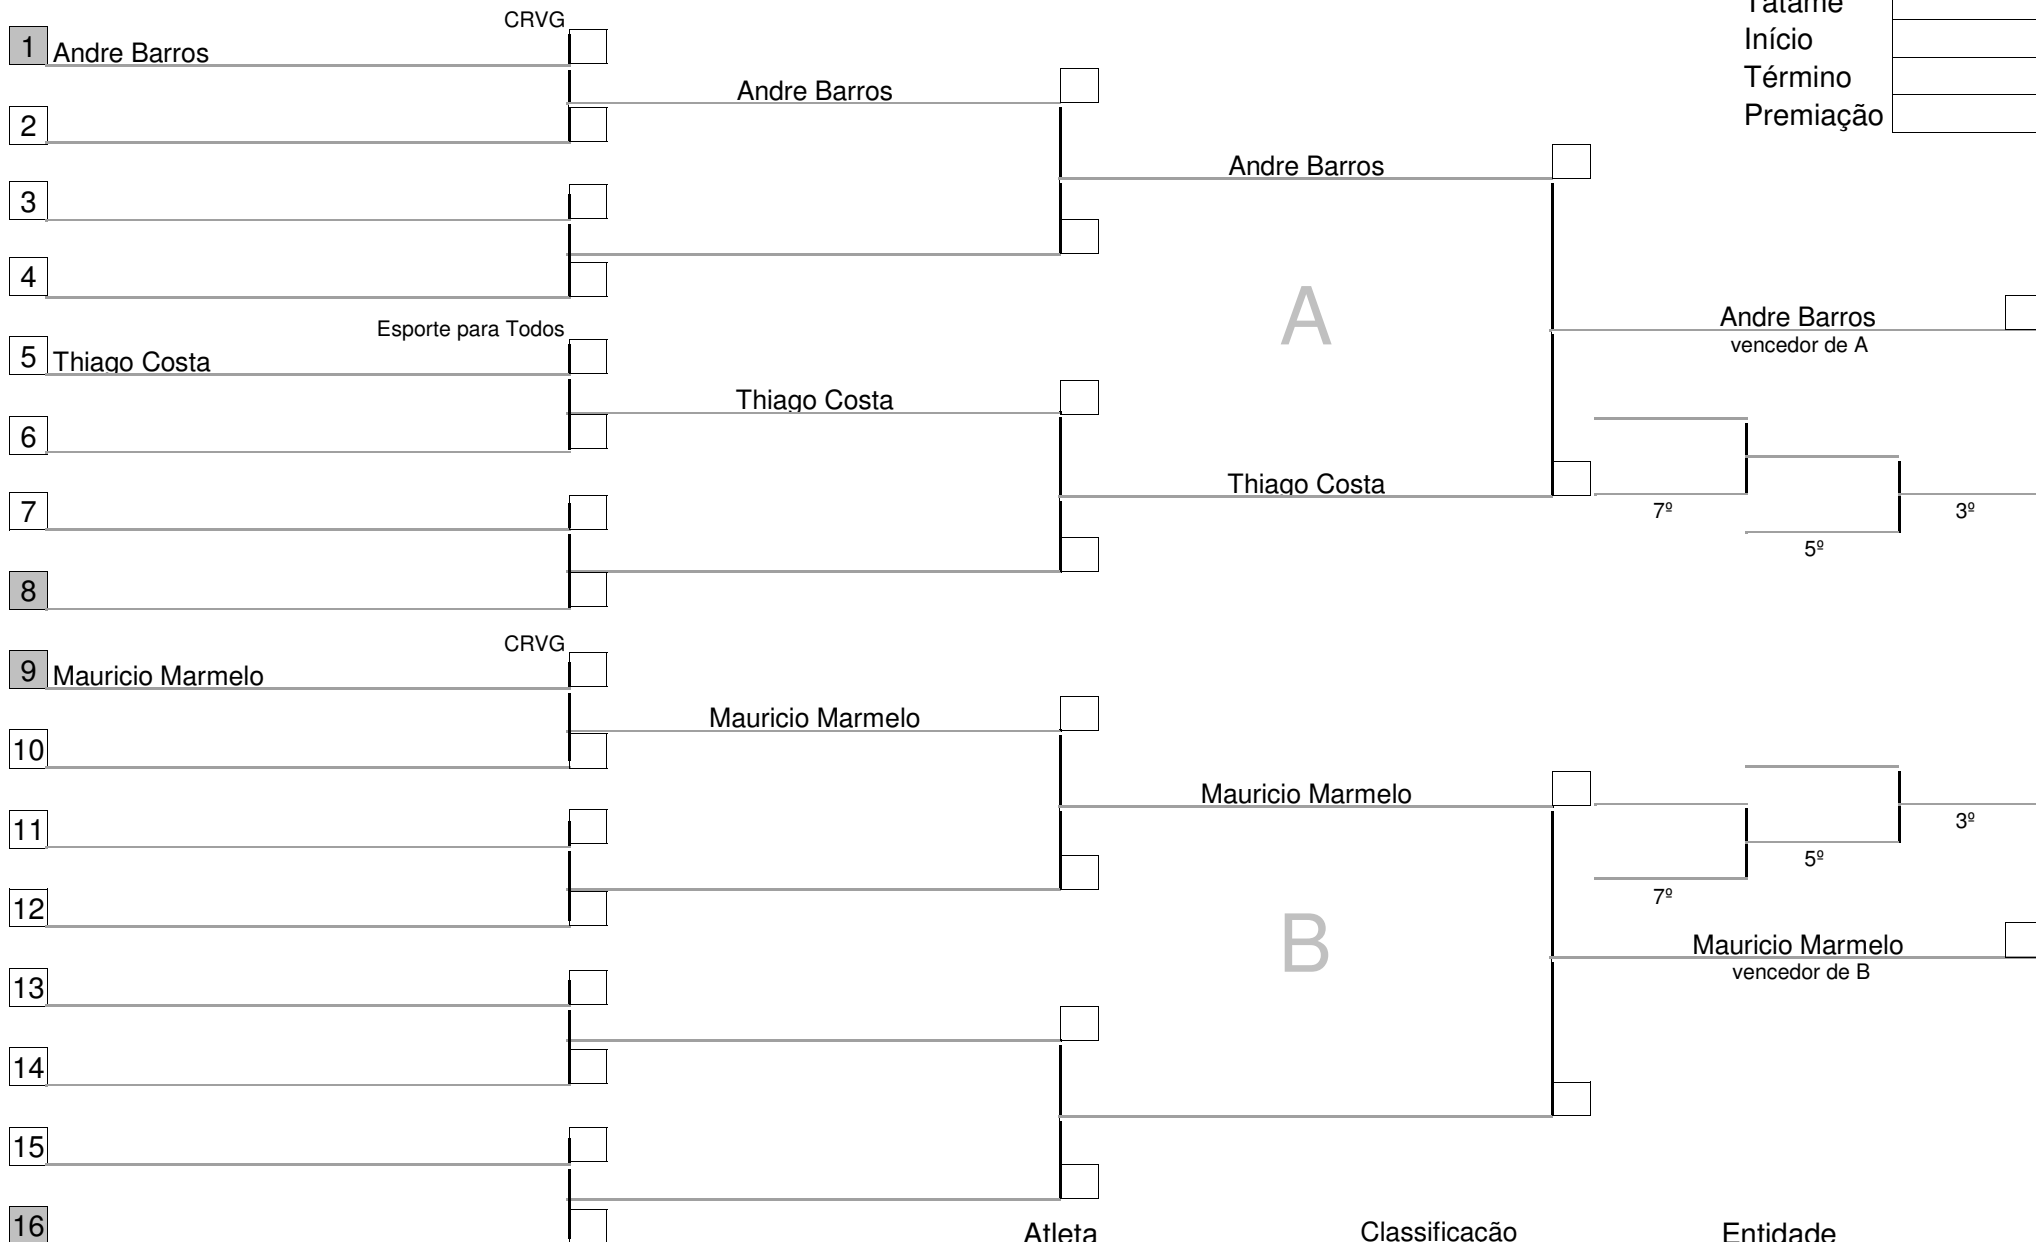 CRVG
1 Andre Barros
2
3
4
Esporte para Todos
5 Thiago Costa
6
7
8
CRVG
9 Mauricio Marmelo
10
11
12
13
14
15
16
Andre Barros
Thiago Costa
Mauricio Marmelo
Andre Barros
A
Thiago Costa
Mauricio Marmelo
B
Tatame
Início
Término
Premiação
Andre Barros
vencedor de A
7º
5º
3º
3º
5º
7º
Mauricio Marmelo
vencedor de B
Atleta Classificação Entidade